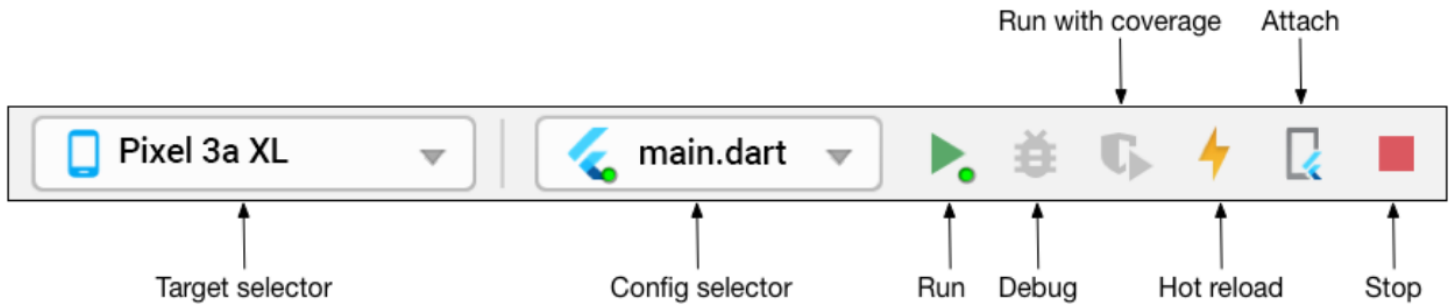 Run with coverage Attach
Pixel 3a XL main.dart
Target selector Config selector Run Debug Hot reload Stop